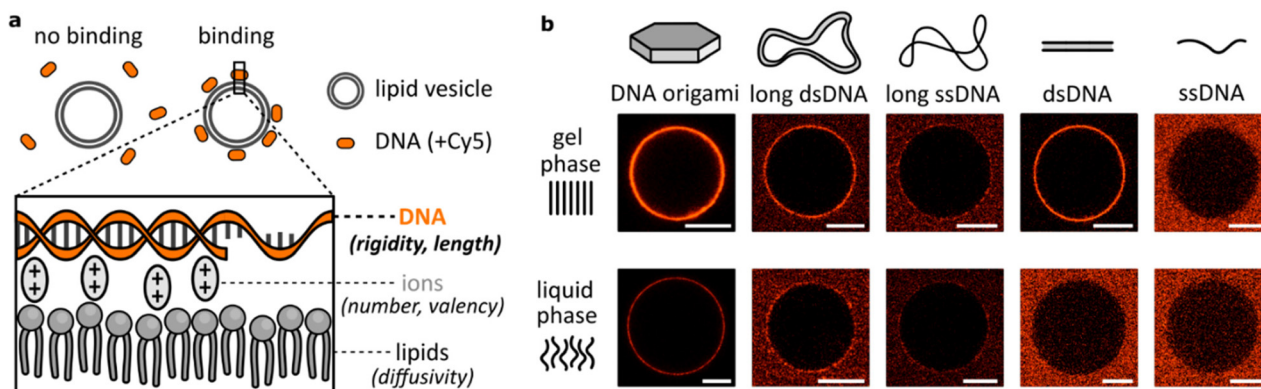 a
no binding
binding
lipid vesicle
DNA (+Cy5)
DNA
(rigidity, length)
ions
(number, valency)
lipids
(diffusivity)
++
++
++
++
b
DNA origami
long dsDNA
long ssDNA
dsDNA
ssDNA
gel
phase
liquid
phase